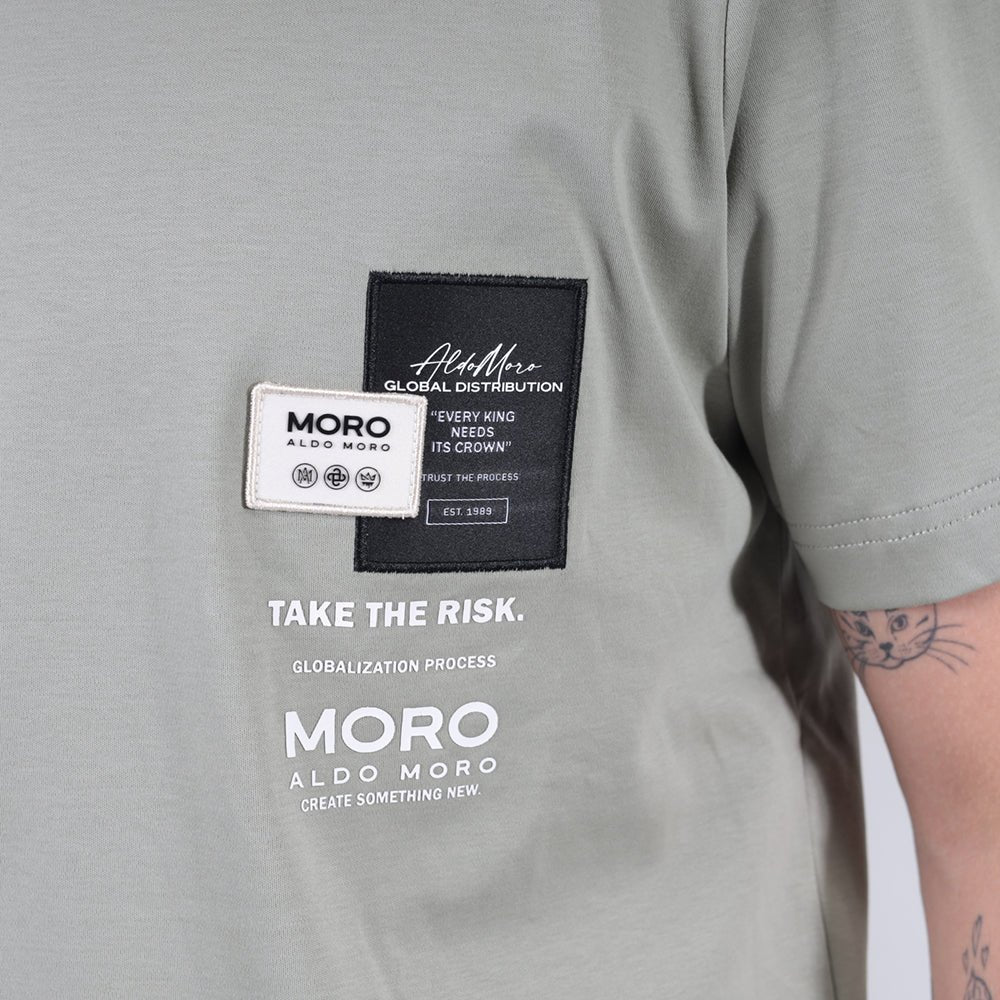 AldoMoro
GLOBAL DISTRIBUTION
"EVERY KING
NEEDS
ITS CROWN"
TRUST THE PROCESS
EST. 1989
MORO
ALDO MORO
TAKE THE RISK.
GLOBALIZATION PROCESS
MORO
ALDO MORO
CREATE SOMETHING NEW.